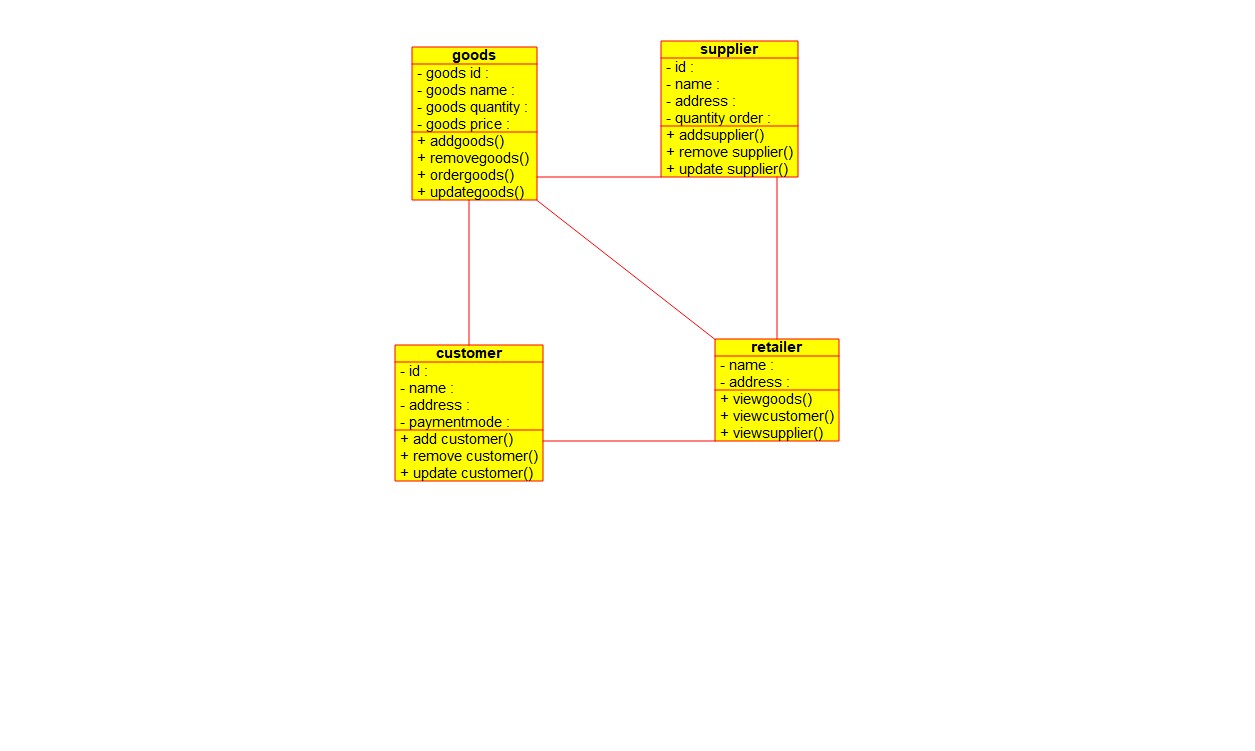 goods
- goods id :
- goods name :
- goods quantity :
- goods price :
+ addgoods()
+ removegoods()
+ ordergoods()
+ updategoods()
supplier
- id :
- name :
- address :
- quantity order :
+ addsupplier()
+ remove supplier()
+ update supplier()
customer
- id :
- name :
- address :
- paymentmode :
+ add customer()
+ remove customer()
+ update customer()
retailer
- name :
- address :
+ viewgoods()
+ viewcustomer()
+ viewsupplier()